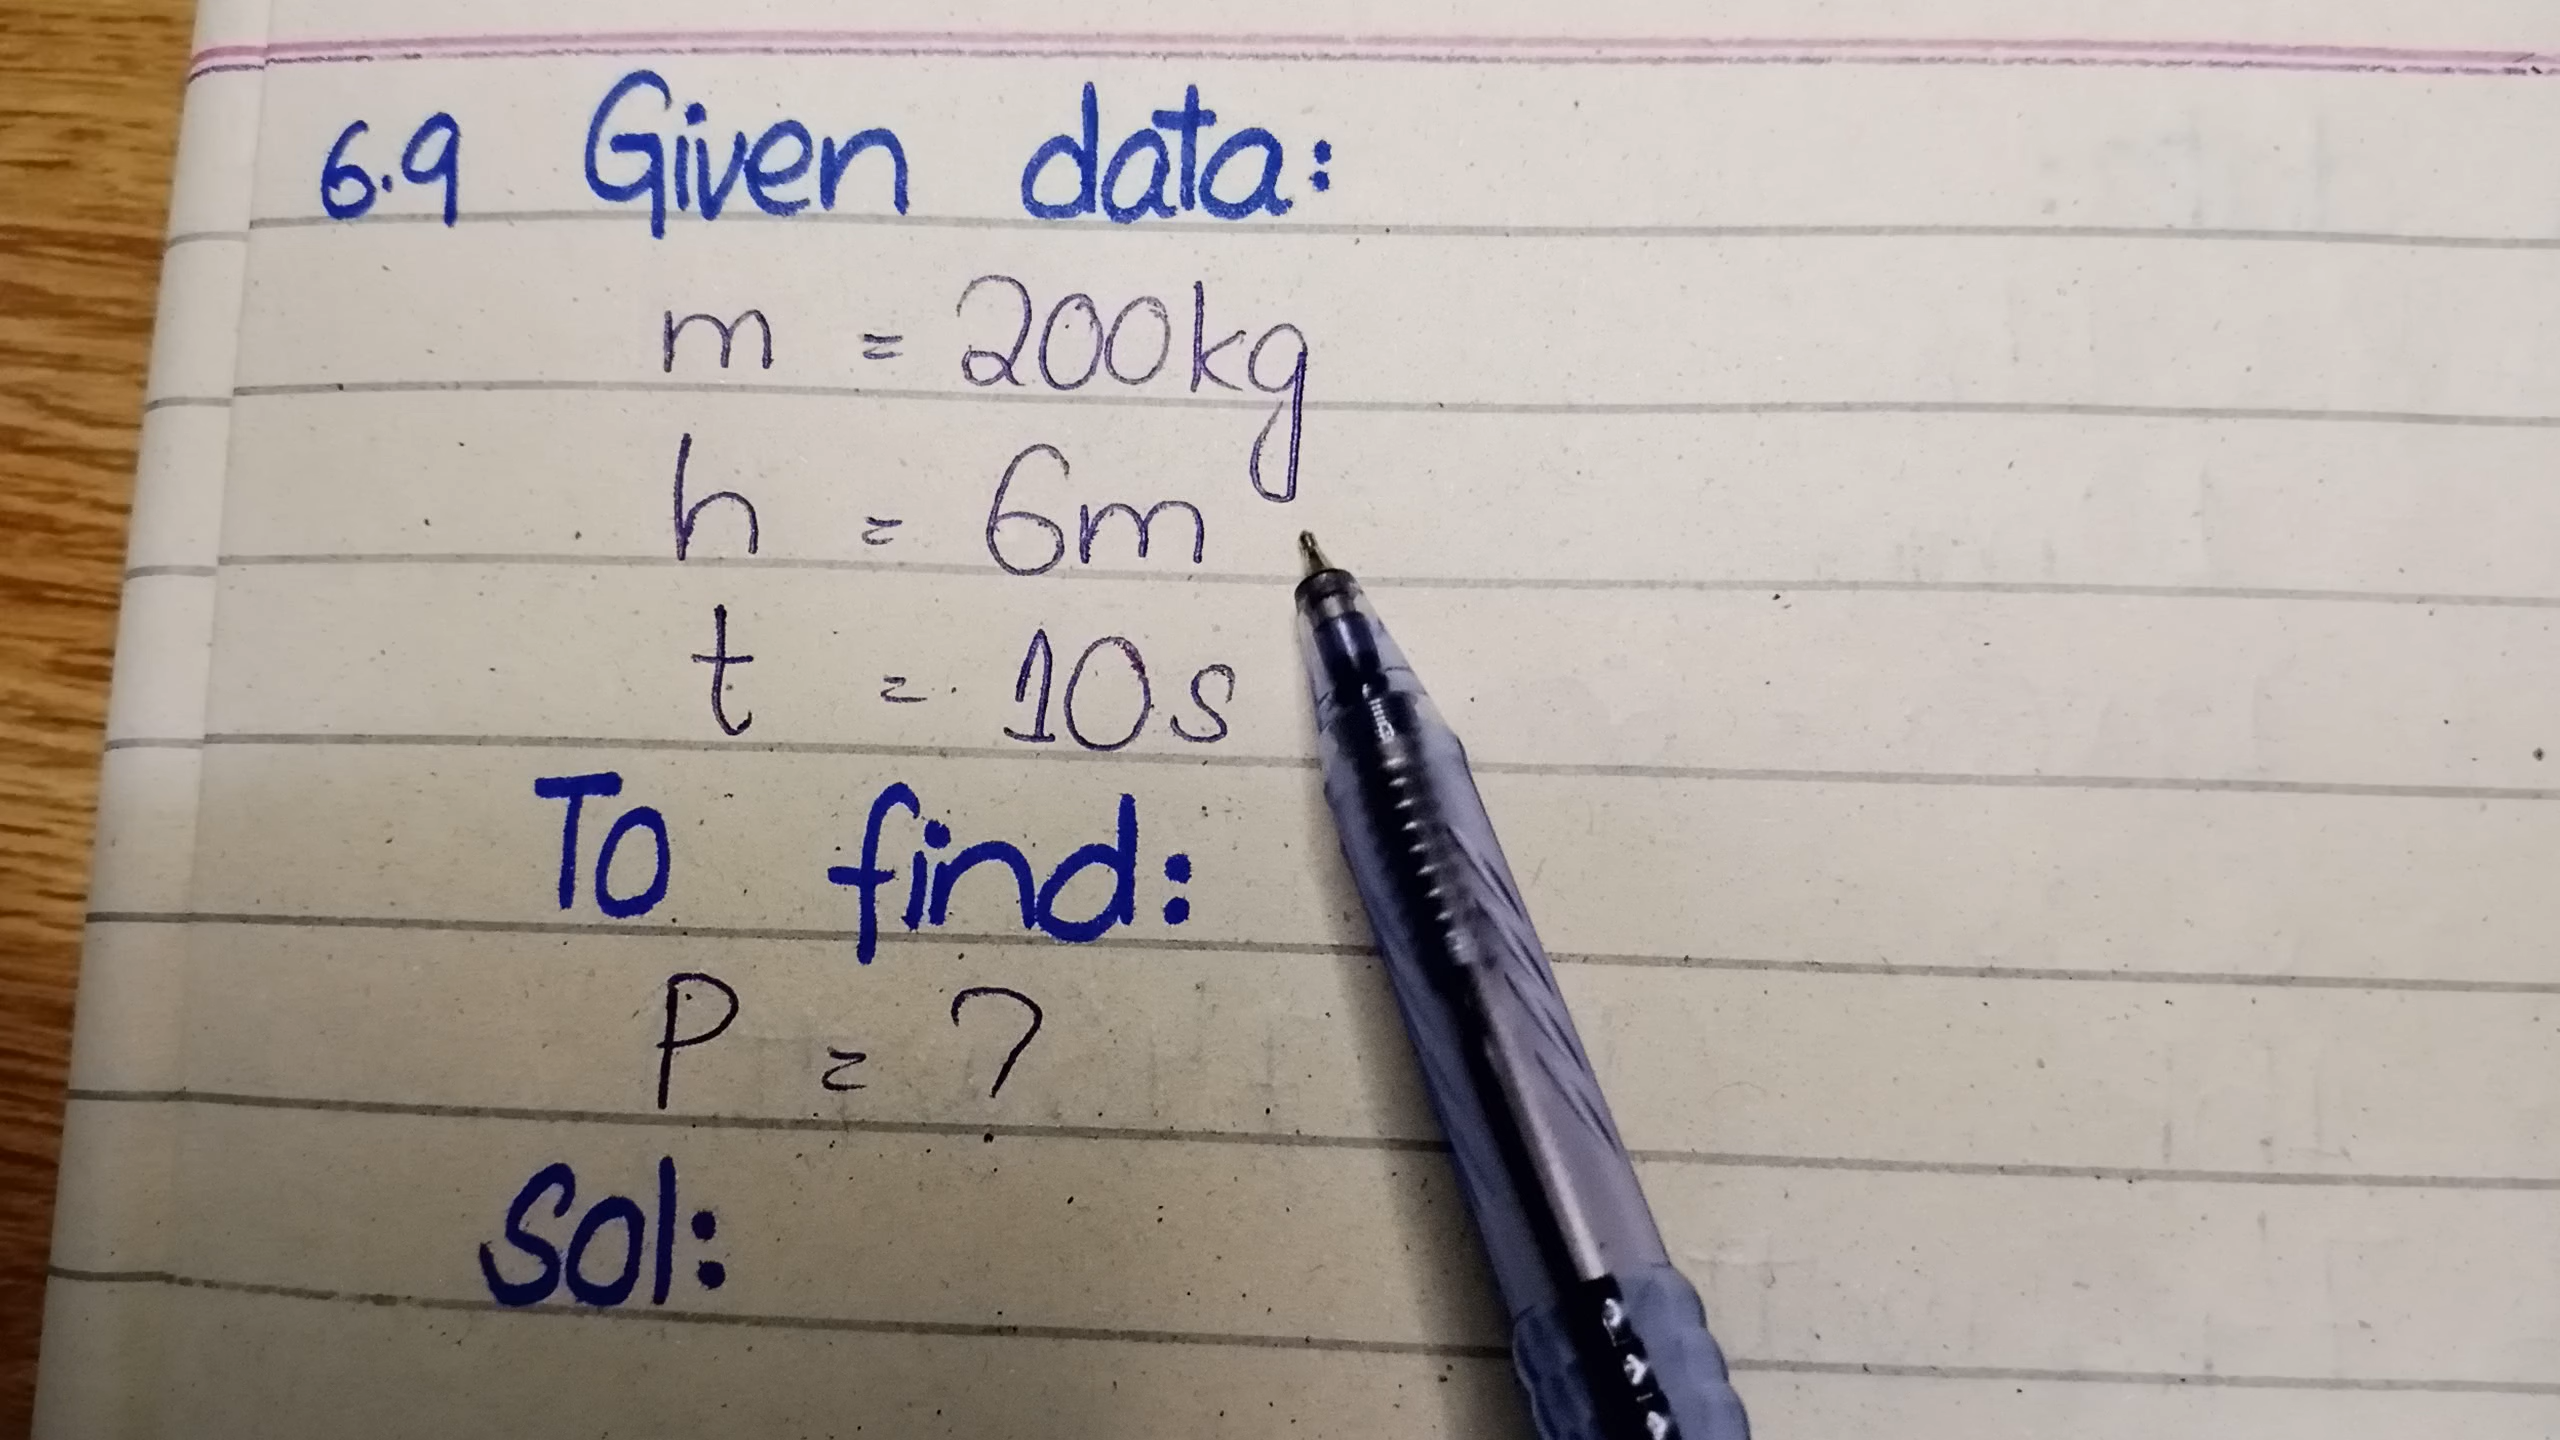 6.9 Given data:
m = 200kg
h = 6m
t = 10s
To find:
P = ?
Sol: